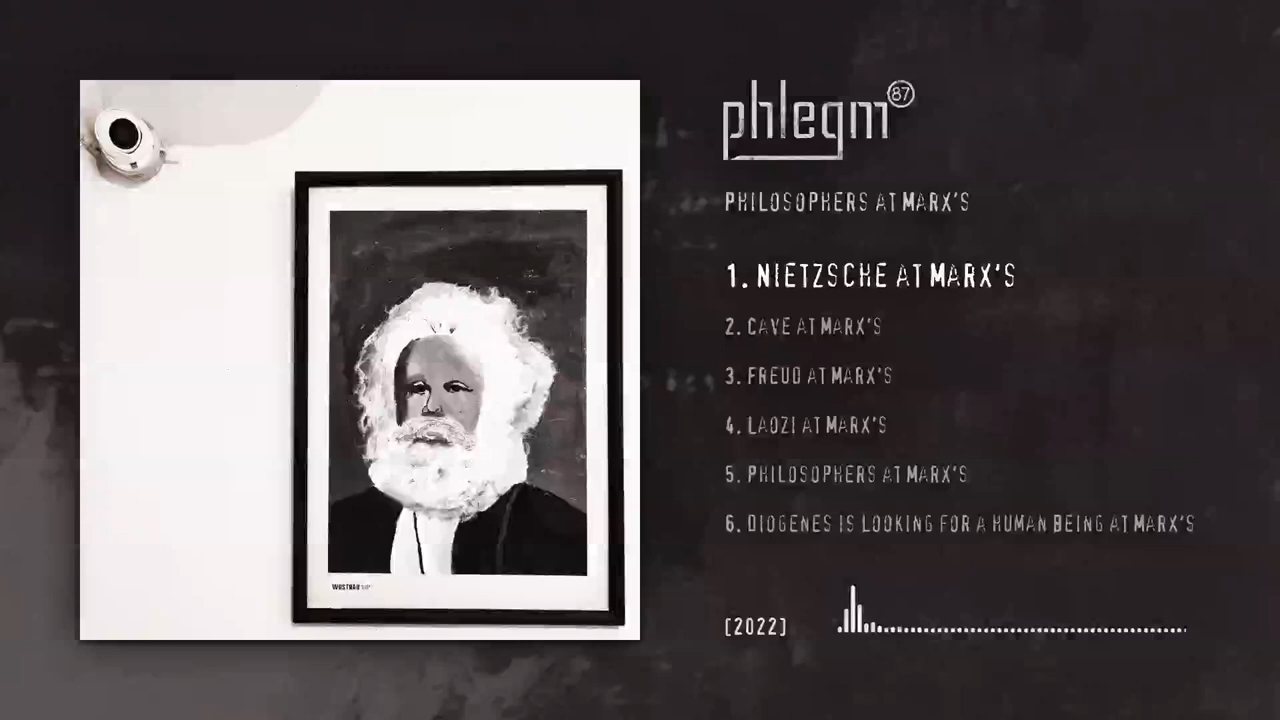 phlegm 87
PHILOSOPHERS AT MARX'S
1. NIETZSCHE AT MARX'S
2. CAVE AT MARX'S
3. FREUD AT MARX'S
4. LAOZI AT MARX'S
5. PHILOSOPHERS AT MARX'S
6. DIOGENES IS LOOKING FOR A HUMAN BEING AT MARX'S
[2022]